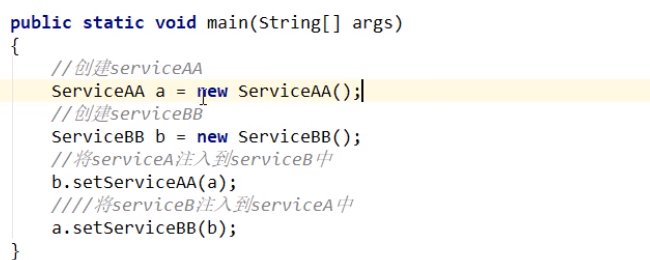 public static void main(String[] args)
{
//创建serviceAA
ServiceAA a = new ServiceAA();
//创建serviceBB
ServiceBB b = new ServiceBB();
//将serviceA注入到serviceB中
b.setServiceAA(a);
////将serviceB注入到serviceA中
a.setServiceBB(b);
}